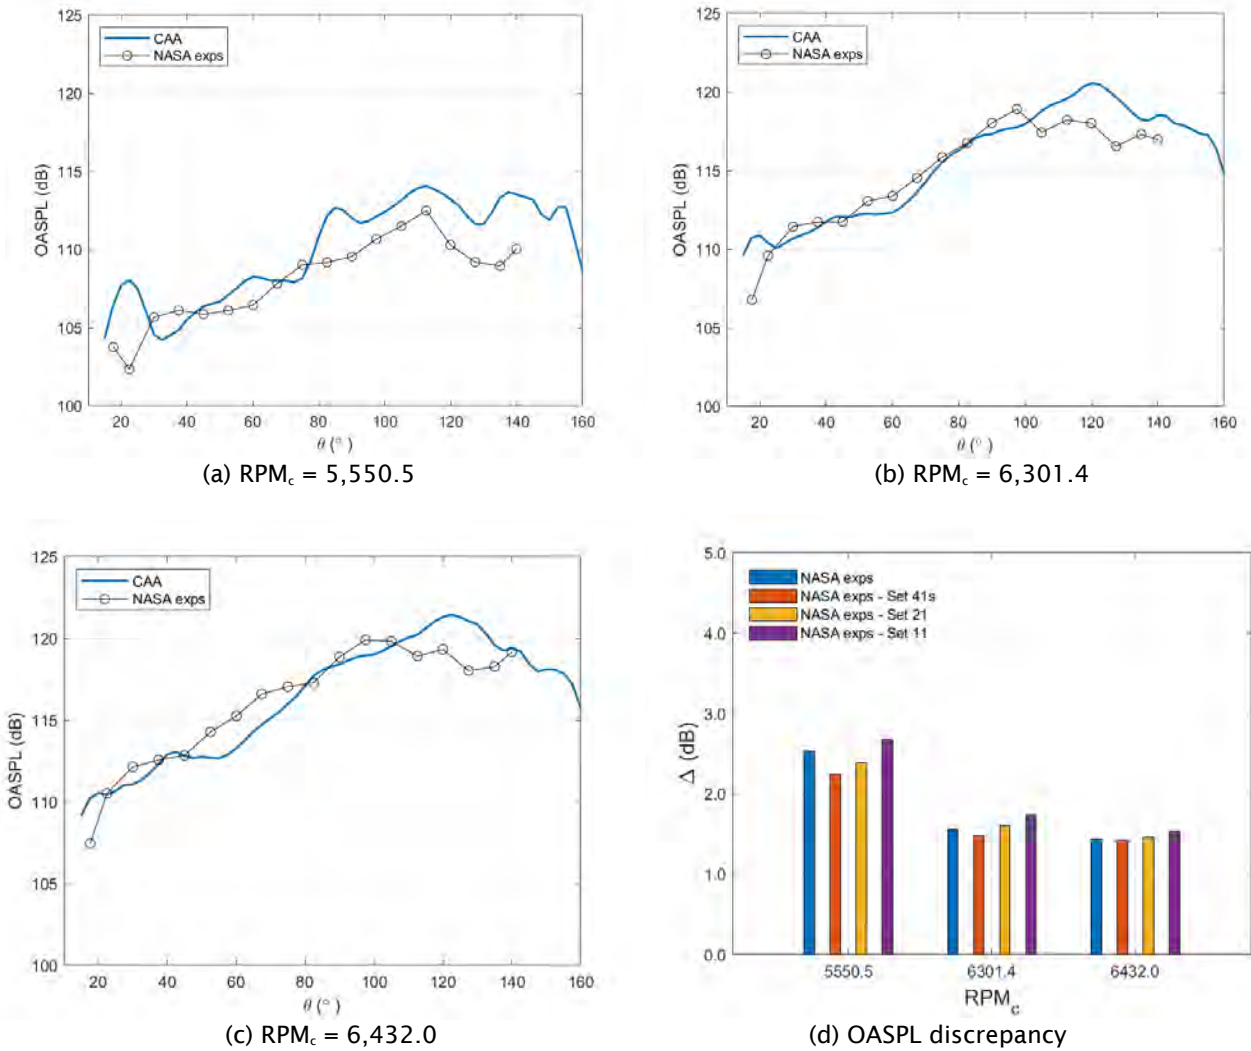 125
CAA
NASA exps
120
115
110
105
100
OASPL (dB)
20 40 60 80 100 120 140 160
θ (°)
(a) RPMc = 5,550.5
125
CAA
NASA exps
120
115
110
105
100
OASPL (dB)
20 40 60 80 100 120 140 160
θ (°)
(b) RPMc = 6,301.4
125
CAA
NASA exps
120
115
110
105
100
OASPL (dB)
20 40 60 80 100 120 140 160
θ (°)
(c) RPMc = 6,432.0
5.0
NASA exps
NASA exps - Set 41s
NASA exps - Set 21
NASA exps - Set 11
4.0
3.0
2.0
1.0
0.0
Δ (dB)
5550.5 6301.4 6432.0
RPMc
(d) OASPL discrepancy